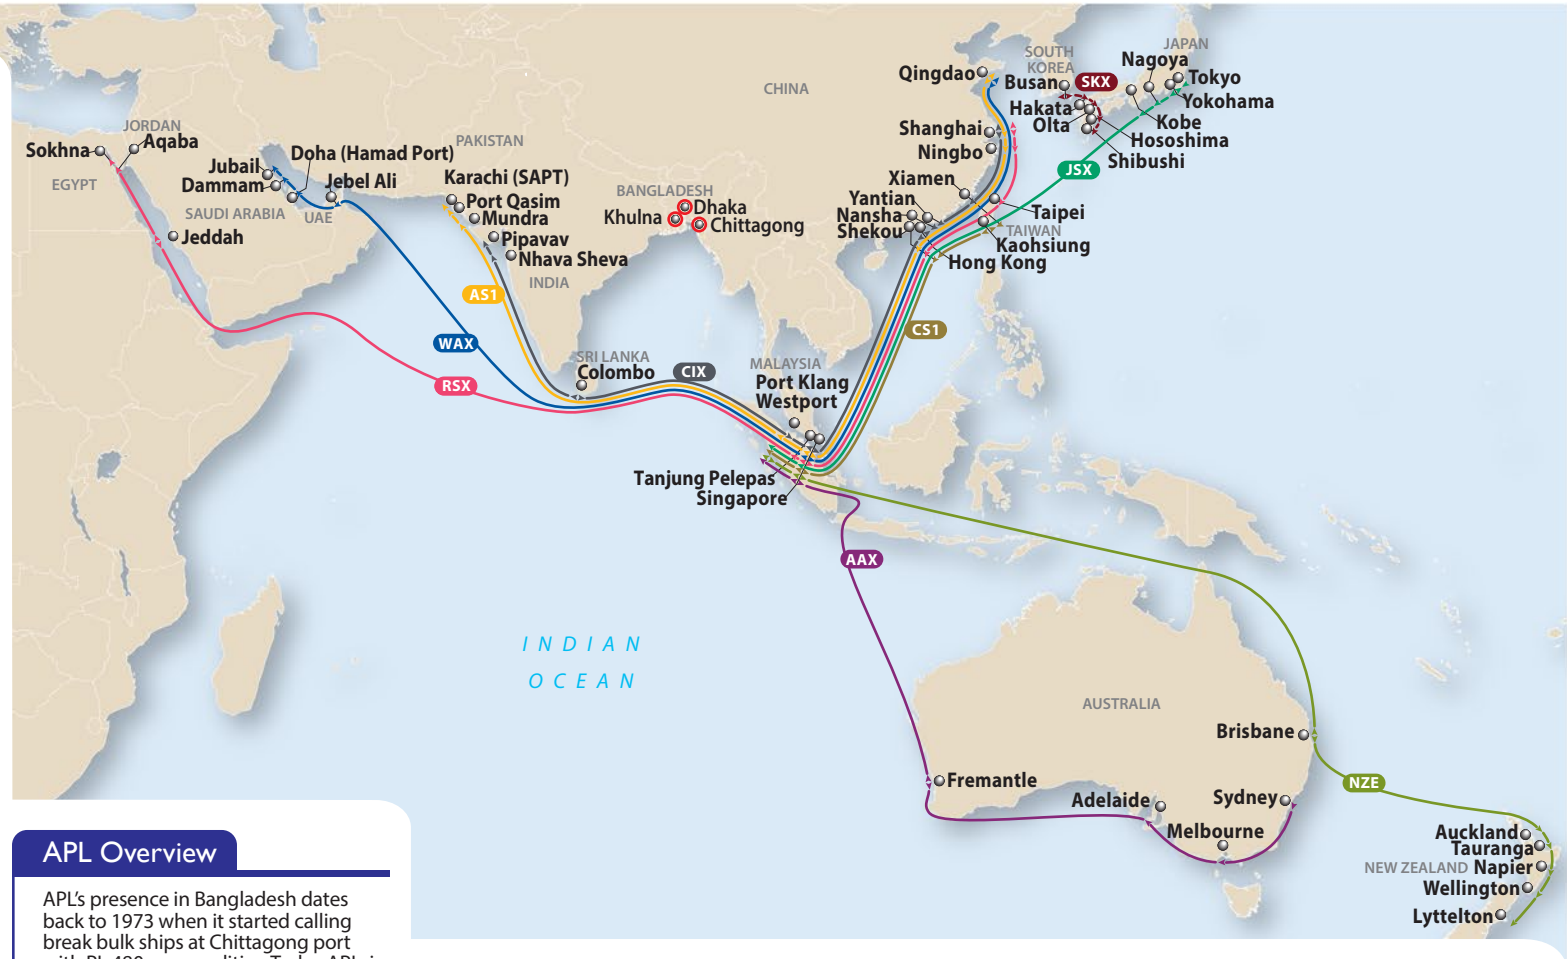 JAPAN
SOUTH
KOREA
Nagoya
Qingdao
Busan
SKX
Tokyo
CHINA
Yokohama
Hakata
Kobe
Olta
Hososhima
Shibushi
Shanghai
Ningbo
JSX
JORDAN
Sokhna
Aqaba
EGYPT
PAKISTAN
Doha (Hamad Port)
Jubail
Dammam
Jebel Ali
SAUDI ARABIA
UAE
Jeddah
Karachi (SAPT)
Port Qasim
Mundra
Pipavav
Nhava Sheva
INDIA
BANGLADESH
Dhaka
Khulna
Chittagong
Xiamen
Yantian
Nansha
Shekou
Taipei
TAIWAN
Kaohsiung
Hong Kong
AS1
WAX
RSX
CS1
SRI LANKA
Colombo
CIX
MALAYSIA
Port Klang
Westport
Tanjung Pelepas
Singapore
AAX
INDIAN
OCEAN
AUSTRALIA
Brisbane
Fremantle
Adelaide
Sydney
Melbourne
NZE
Auckland
Tauranga
NEW ZEALAND
Napier
Wellington
Lyttelton
APL Overview
APL's presence in Bangladesh dates
back to 1973 when it started calling
break bulk ships at Chittagong port